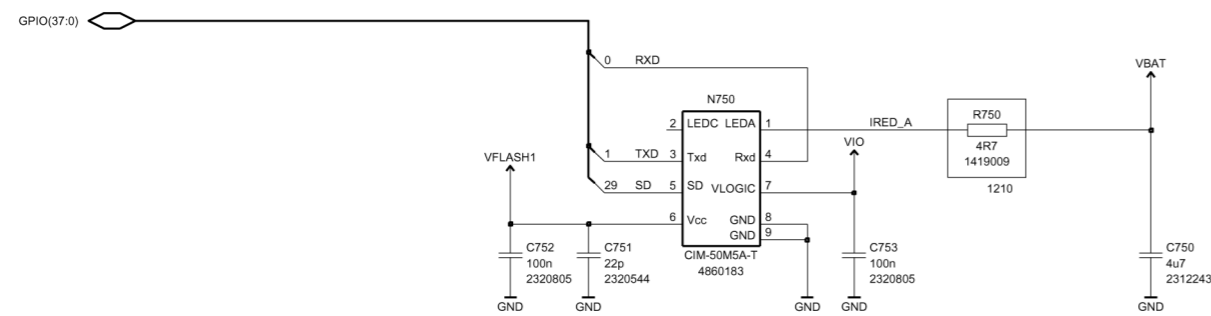 GPIO(37:0)
0 RXD
VBAT
N750
R750
2 LEDC LEDA 1
IRED_A
4R7
1419009
1210
VIO
VFLASH1
1 TXD 3 Txd Rxd 4
29 SD 5 SD VLOGIC 7
6 Vcc GND 8
GND 9
CIM-50M5A-T
4860183
C752
100n
2320805
C751
22p
2320544
C753
100n
2320805
C750
4u7
2312243
GND
GND
GND
GND
GND